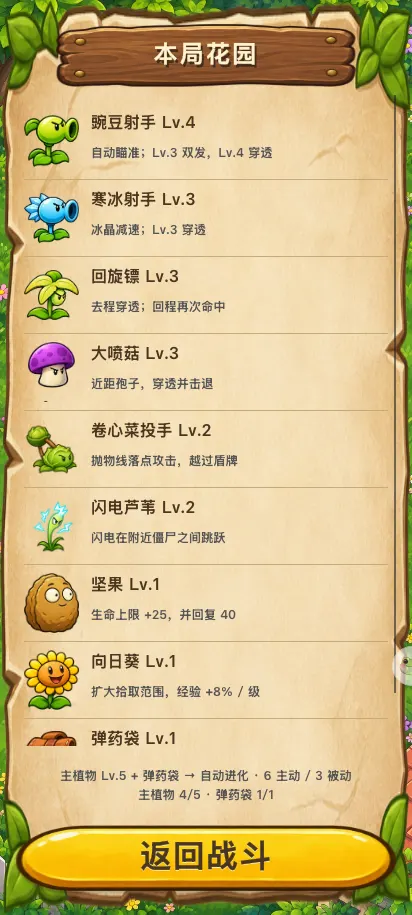 本局花园
豌豆射手 Lv.4
自动瞄准；Lv.3 双发，Lv.4 穿透
寒冰射手 Lv.3
冰晶减速；Lv.3 穿透
回旋镖 Lv.3
去程穿透；回程再次命中
大喷菇 Lv.3
近距孢子，穿透并击退
卷心菜投手 Lv.2
抛物线落点攻击，越过盾牌
闪电芦苇 Lv.2
闪电在附近僵尸之间跳跃
坚果 Lv.1
生命上限 +25，并回复 40
向日葵 Lv.1
扩大拾取范围，经验 +8% / 级
弹药袋 Lv.1
主植物 Lv.5 + 弹药袋 → 自动进化 · 6 主动 / 3 被动
主植物 4/5 · 弹药袋 1/1
返回战斗